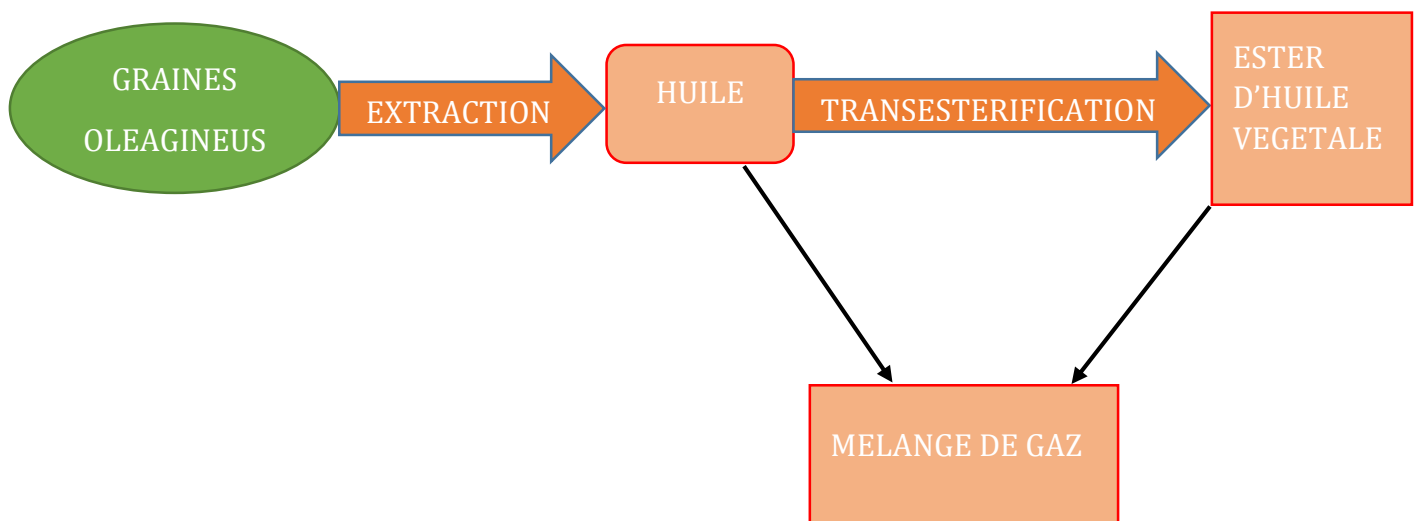 GRAINES
OLEAGINEUS
EXTRACTION
HUILE
TRANSESTERIFICATION
ESTER
D'HUILE
VEGETALE
MELANGE DE GAZ